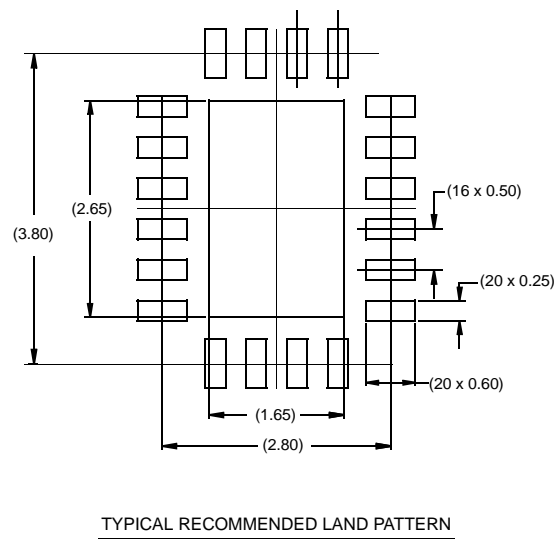 (16 x 0.50)
(2.65)
(3.80)
(20 x 0.25)
(20 x 0.60)
(1.65)
(2.80)
TYPICAL RECOMMENDED LAND PATTERN